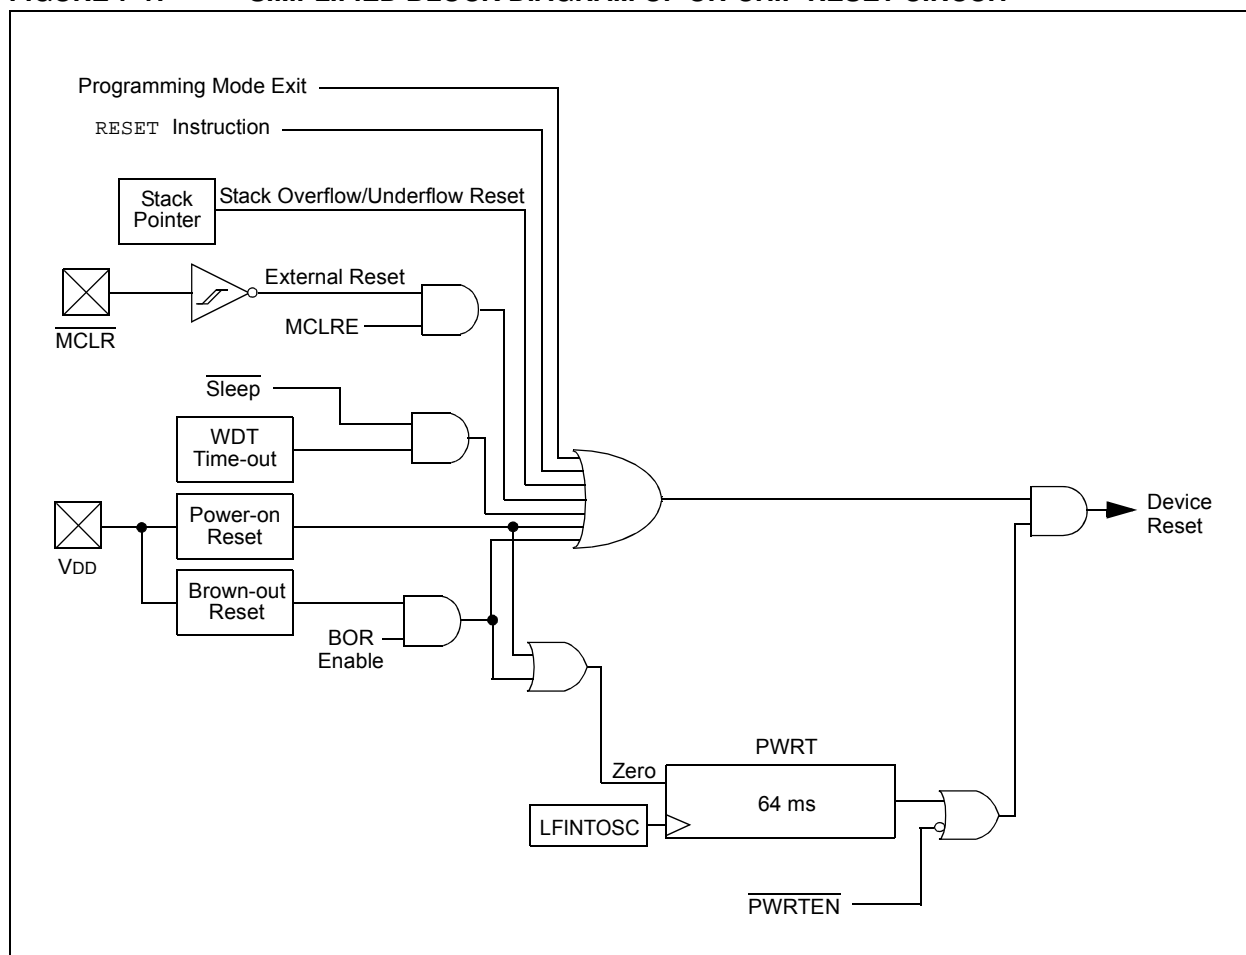 Programming Mode Exit
RESET Instruction
Stack
Pointer
Stack Overflow/Underflow Reset
External Reset
MCLRE
MCLR
Sleep
WDT
Time-out
Power-on
Reset
VDD
Brown-out
Reset
BOR
Enable
Device
Reset
PWRT
Zero
64 ms
LFINTOSC
PWRTEN